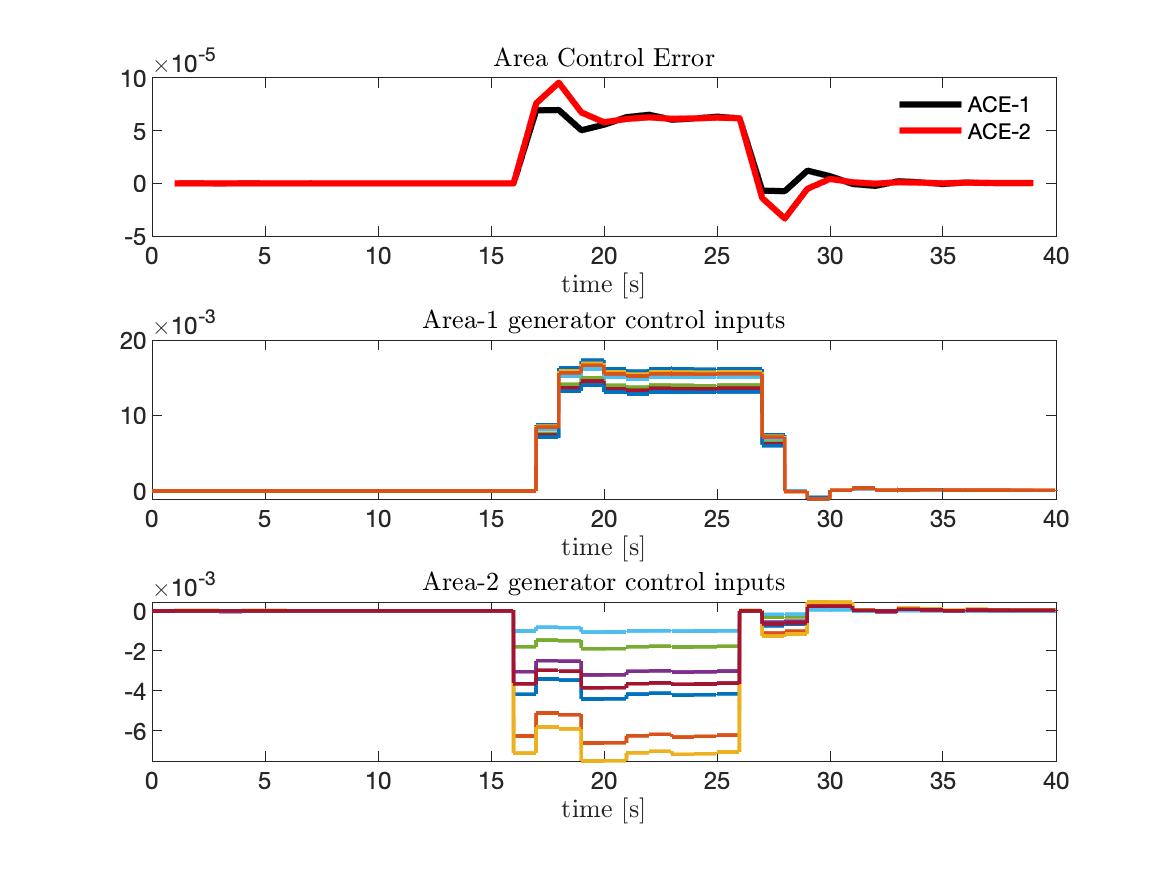 Area Control Error
×10-5
10
5
0
-5
ACE-1
ACE-2
0 5 10 15 20 25 30 35 40
time [s]
Area-1 generator control inputs
×10-3
20
10
0
0 5 10 15 20 25 30 35 40
time [s]
Area-2 generator control inputs
×10-3
0
-2
-4
-6
0 5 10 15 20 25 30 35 40
time [s]